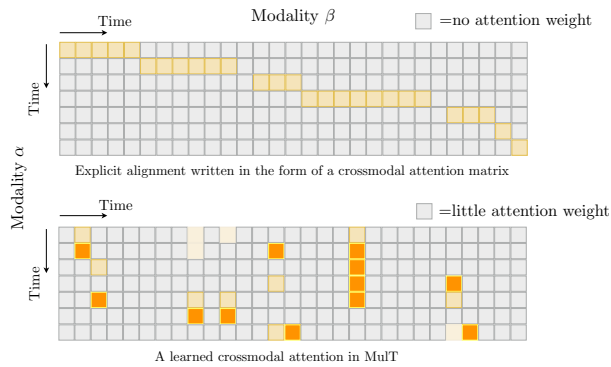 Modality β
Time
=no attention weight
Time
Explicit alignment written in the form of a crossmodal attention matrix
Modality α
Time
=little attention weight
Time
A learned crossmodal attention in MulT